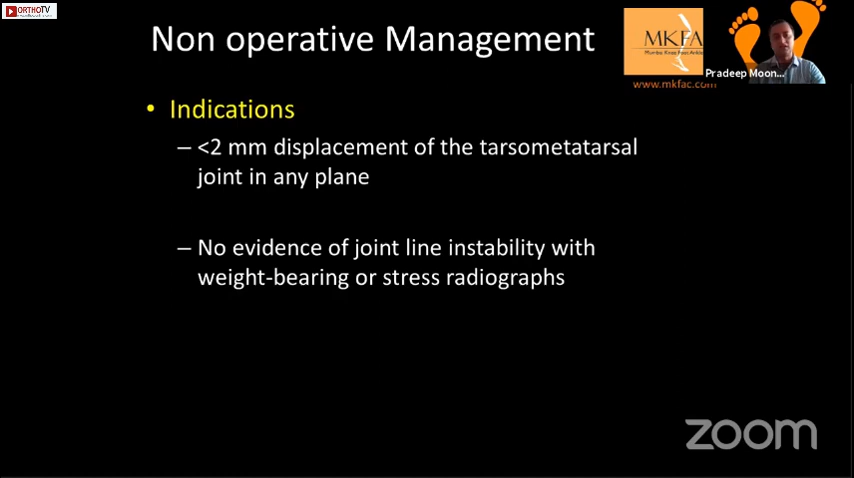 ORTHOTV
Non operative Management
MKFA
Pradeep Moon...
www.mkfac.com
• Indications
– <2 mm displacement of the tarsometatarsal
joint in any plane
– No evidence of joint line instability with
weight-bearing or stress radiographs
zoom